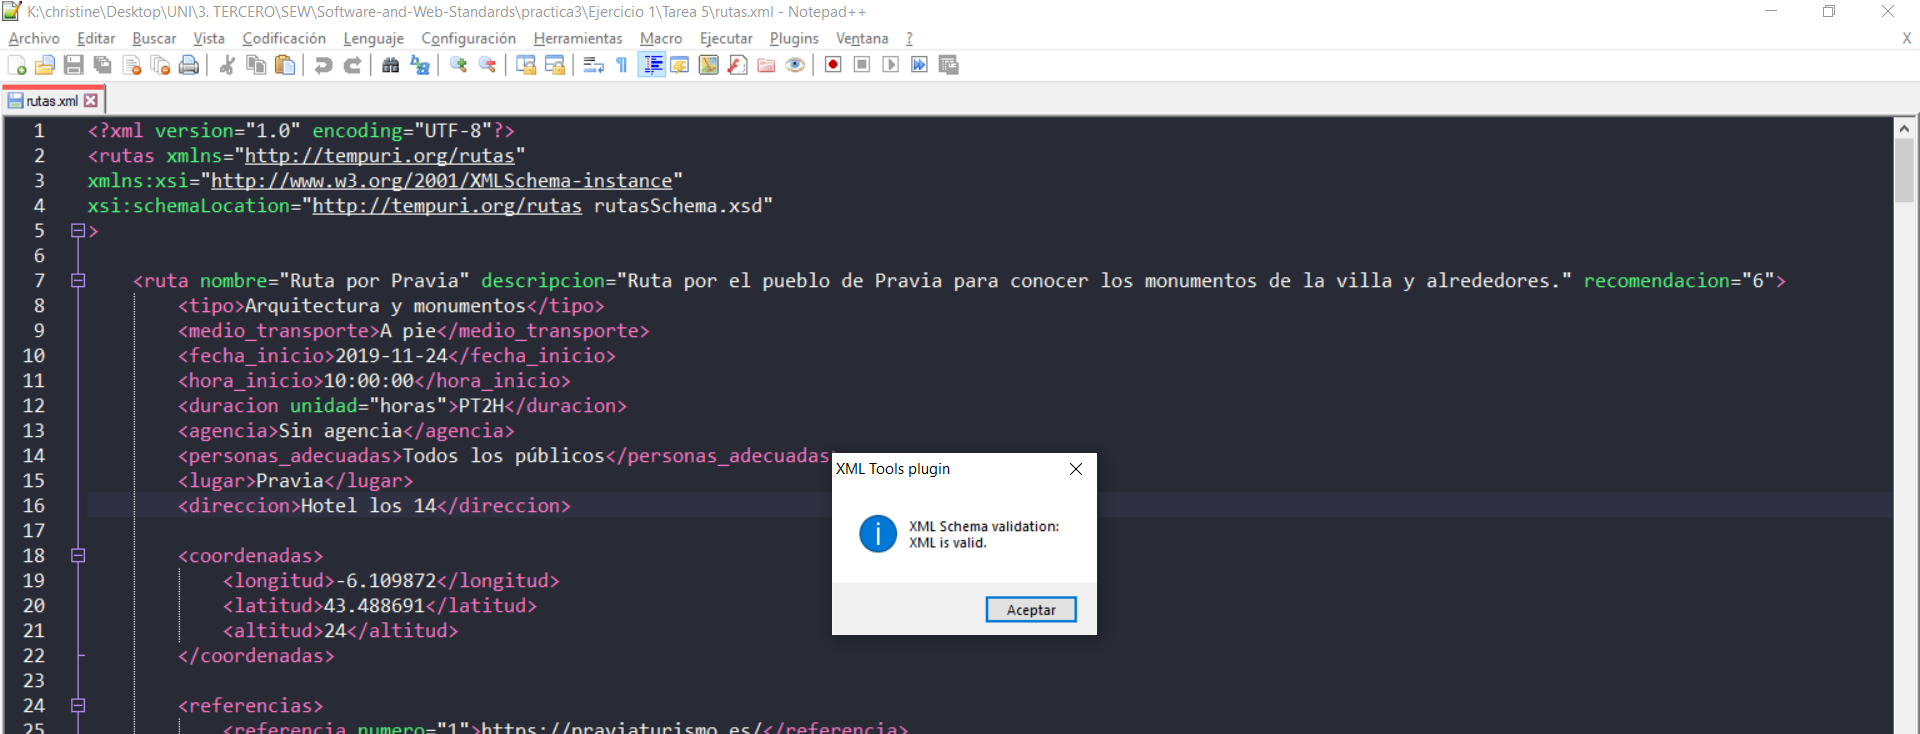 K:\christine\Desktop\UNI\3. TERCERO\SEW\Software-and-Web-Standards\practica3\Ejercicio 1\Tarea 5\rutas.xml - Notepad++
Archivo Editar Buscar Vista Codificación Lenguaje Configuración Herramientas Macro Ejecutar Plugins Ventana ? X
rutas.xml
1 <?xml version="1.0" encoding="UTF-8"?>
2 <rutas xmlns="http://tempuri.org/rutas"
3 xmlns:xsi="http://www.w3.org/2001/XMLSchema-instance"
4 xsi:schemaLocation="http://tempuri.org/rutas rutasSchema.xsd"
5 >
6
7 <ruta nombre="Ruta por Pravia" descripcion="Ruta por el pueblo de Pravia para conocer los monumentos de la villa y alrededores." recomendacion="6">
8 <tipo>Arquitectura y monumentos</tipo>
9 <medio_transporte>A pie</medio_transporte>
10 <fecha_inicio>2019-11-24</fecha_inicio>
11 <hora_inicio>10:00:00</hora_inicio>
12 <duracion unidad="horas">PT2H</duracion>
13 <agencia>Sin agencia</agencia>
14 <personas_adecuadas>Todos los públicos</personas_adecuadas
15 <lugar>Pravia</lugar>
16 <direccion>Hotel los 14</direccion>
17
18 <coordenadas>
19 <longitud>-6.109872</longitud>
20 <latitud>43.488691</latitud>
21 <altitud>24</altitud>
22 </coordenadas>
23
24 <referencias>
25 <referencia numero="1">https://praviaturismo.es/</referencia>
XML Tools plugin
XML Schema validation:
XML is valid.
Aceptar